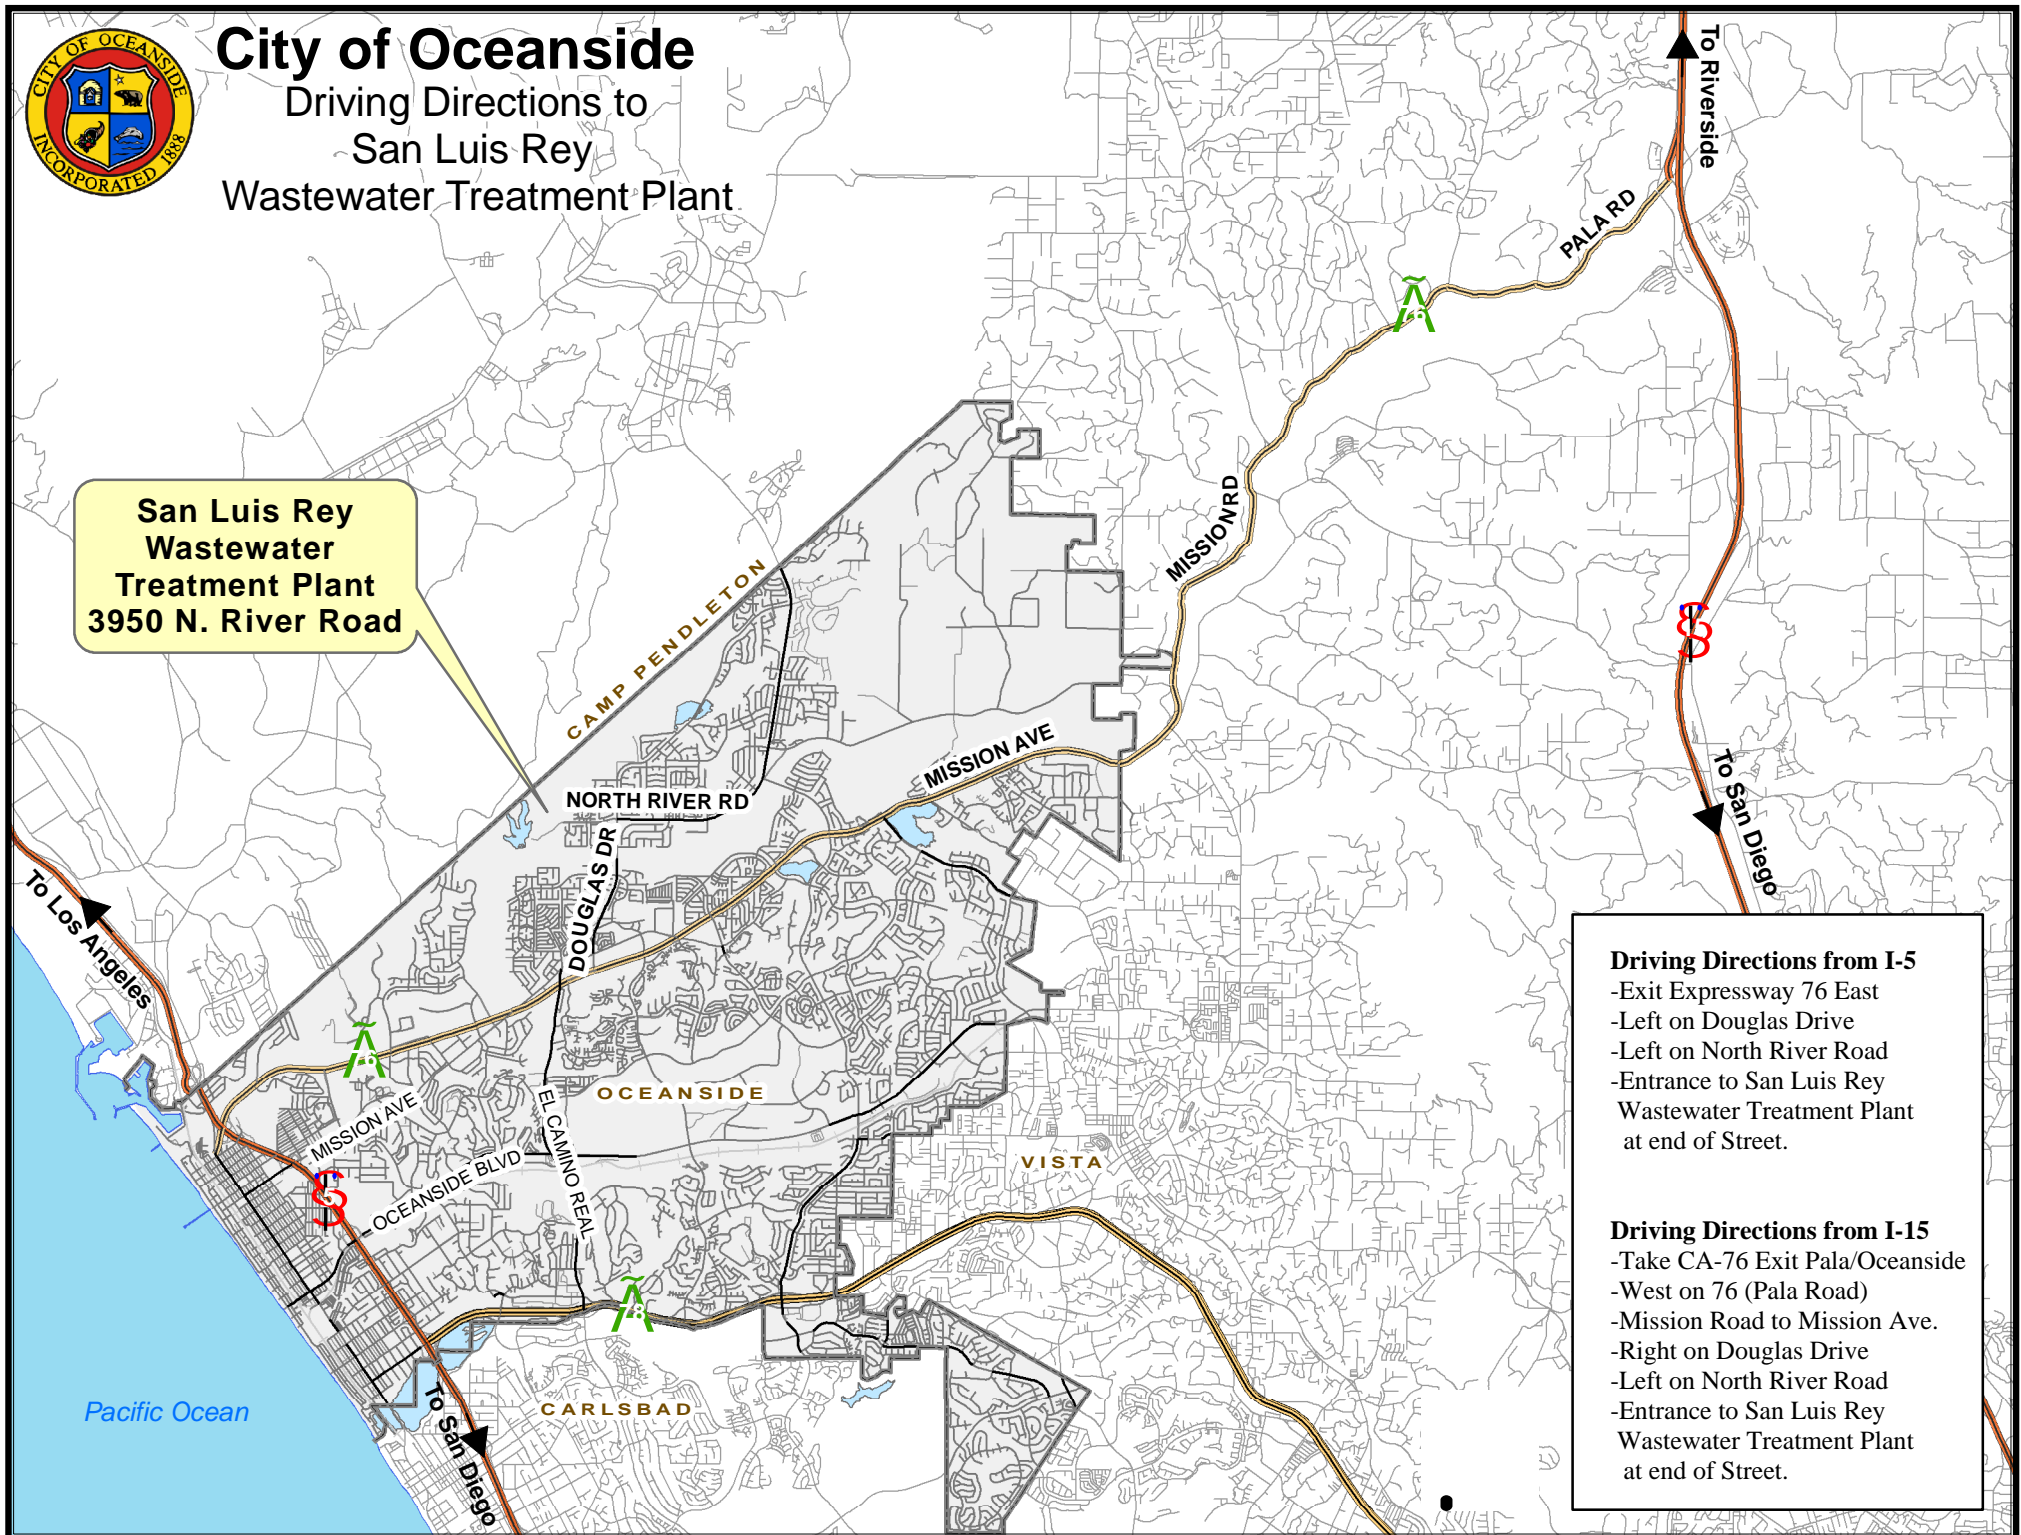 City of Oceanside
Driving Directions to
San Luis Rey
Wastewater Treatment Plant
CITY OF OCEANSIDE
INCORPORATED 1888
To Riverside
PALA RD
MISSION RD
San Luis Rey
Wastewater
Treatment Plant
3950 N. River Road
CAMP PENDLETON
MISSION AVE
NORTH RIVER RD
DOUGLAS DR
To San Diego
To Los Angeles
OCEANSIDE
MISSION AVE
EL CAMINO REAL
OCEANSIDE BLVD
VISTA
CARLSBAD
To San Diego
Pacific Ocean
Driving Directions from I-5
-Exit Expressway 76 East
-Left on Douglas Drive
-Left on North River Road
-Entrance to San Luis Rey
Wastewater Treatment Plant
at end of Street.
Driving Directions from I-15
-Take CA-76 Exit Pala/Oceanside
-West on 76 (Pala Road)
-Mission Road to Mission Ave.
-Right on Douglas Drive
-Left on North River Road
-Entrance to San Luis Rey
Wastewater Treatment Plant
at end of Street.